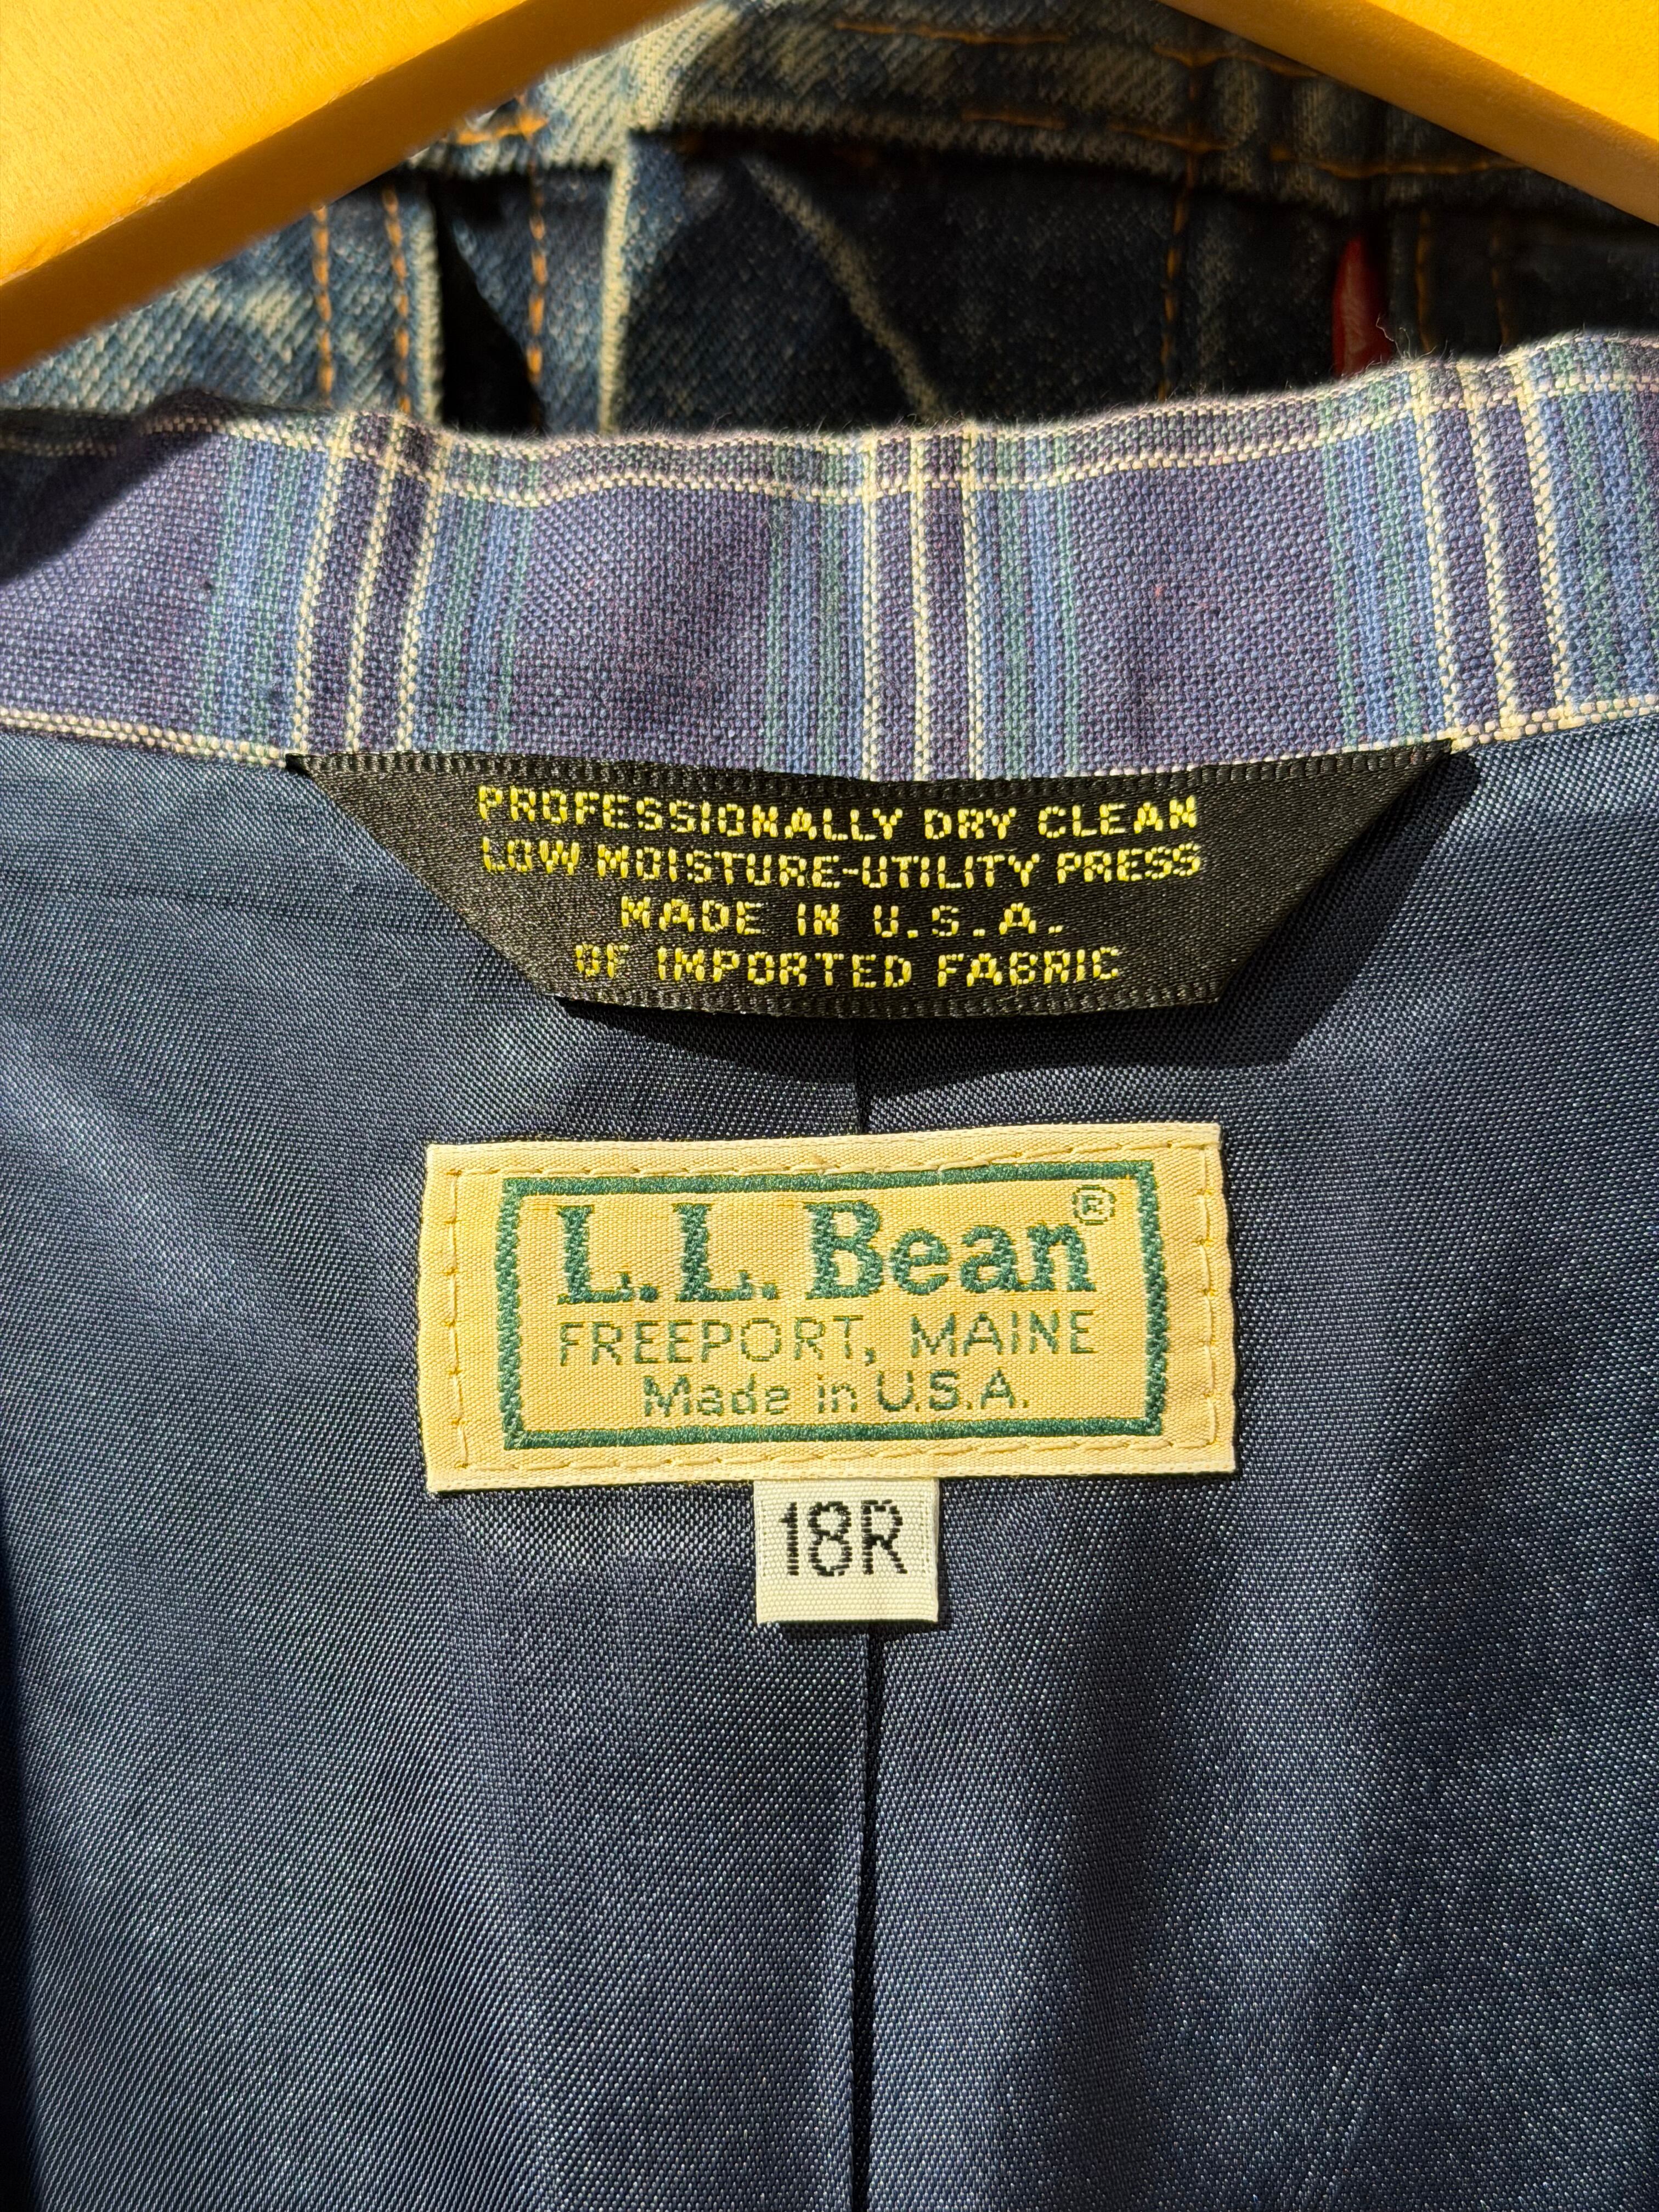 PROFESSIONALLY DRY CLEAN
LOW MOISTURE-UTILITY PRESS
MADE IN U.S.A.
OF IMPORTED FABRIC
L.L.Bean®
FREEPORT, MAINE
Made in U.S.A.
18R